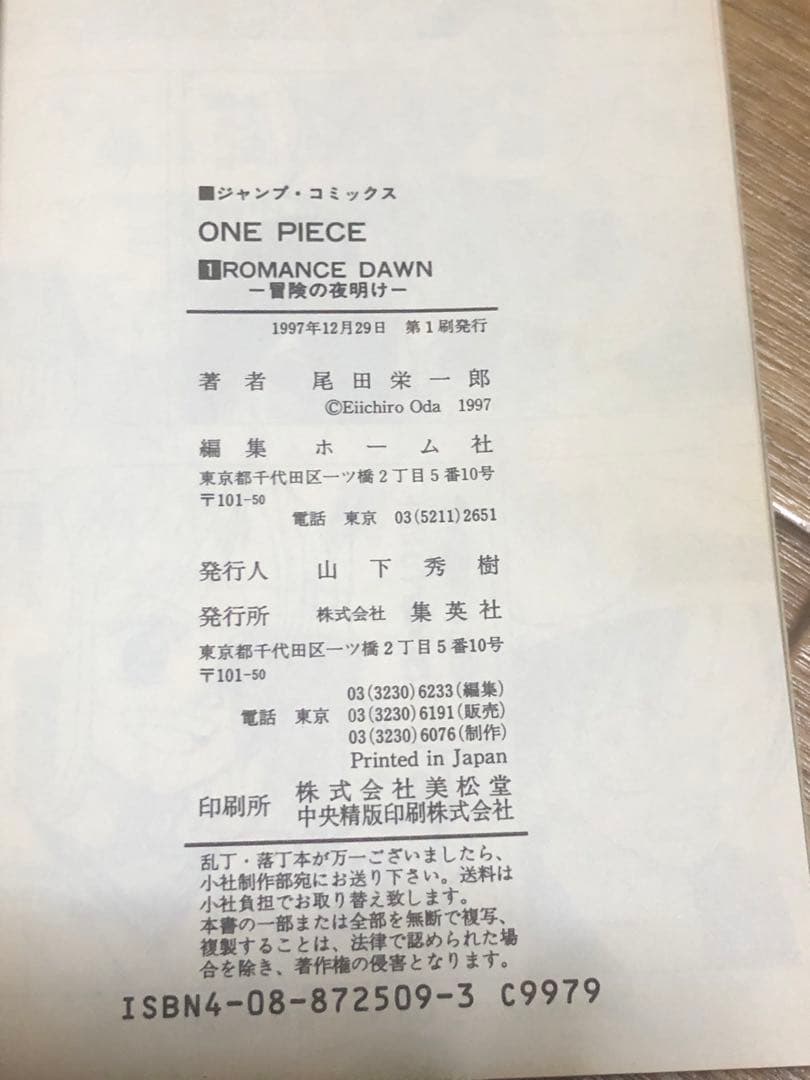 ■ジャンプ・コミックス
ONE PIECE
1 ROMANCE DAWN
ー冒険の夜明けー
1997年12月29日 第1刷発行
著者 尾田栄一郎
©Eiichiro Oda 1997
編集 ホーム社
東京都千代田区一ツ橋2丁目5番10号
〒101-50
電話 東京 03(5211)2651
発行人 山下秀樹
発行所 株式会社 集英社
東京都千代田区一ツ橋2丁目5番10号
〒101-50
03(3230)6233(編集)
電話 東京 03(3230)6191(販売)
03(3230)6076(制作)
Printed in Japan
印刷所 株式会社美松堂
中央精版印刷株式会社
乱丁・落丁本が万一ございましたら、
小社制作部宛にお送り下さい。送料は
小社負担でお取り替え致します。
本書の一部または全部を無断で複写、
複製することは、法律で認められた場
合を除き、著作権の侵害となります。
ISBN4-08-872509-3 C9979